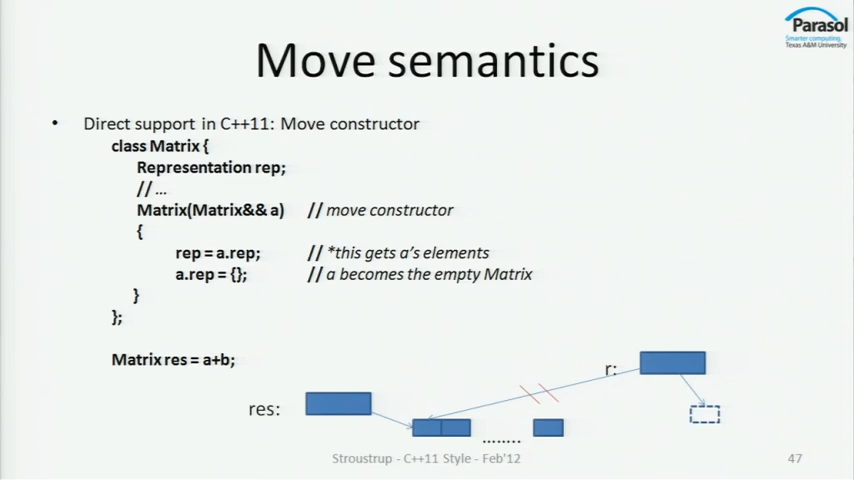 Parasol
Smarter computing.
Texas A&M University
Move semantics
• Direct support in C++11: Move constructor
class Matrix {
Representation rep;
// …
Matrix(Matrix&& a) // move constructor
{
rep = a.rep; // *this gets a’s elements
a.rep = {}; // a becomes the empty Matrix
}
};
Matrix res = a+b;
r:
res:
........
Stroustrup - C++11 Style - Feb'12
47